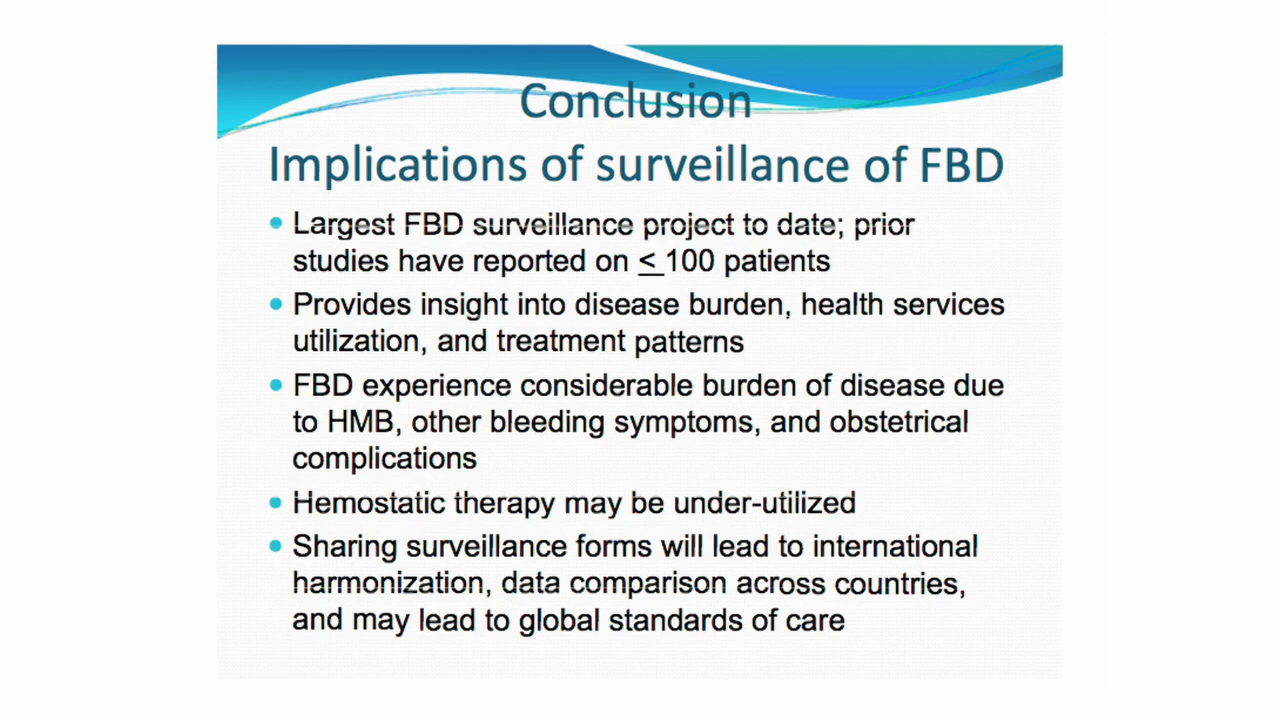 Conclusion
Implications of surveillance of FBD
• Largest FBD surveillance project to date; prior
studies have reported on < 100 patients
• Provides insight into disease burden, health services
utilization, and treatment patterns
• FBD experience considerable burden of disease due
to HMB, other bleeding symptoms, and obstetrical
complications
• Hemostatic therapy may be under-utilized
• Sharing surveillance forms will lead to international
harmonization, data comparison across countries,
and may lead to global standards of care